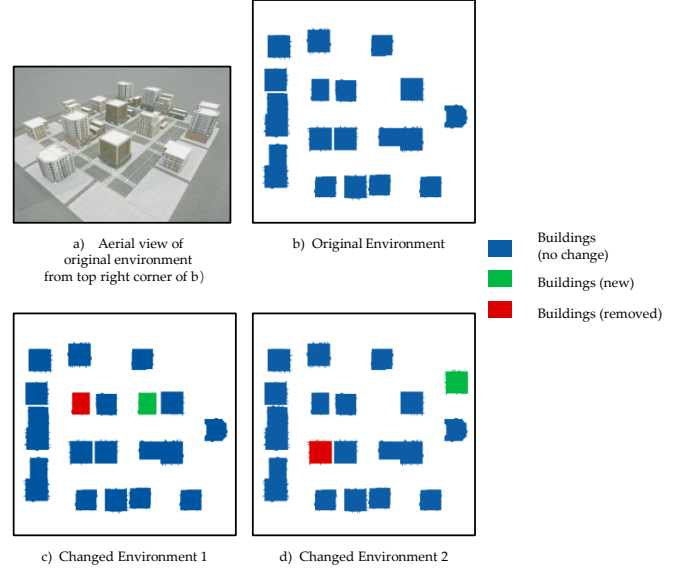 a) Aerial view of
original environment
from top right corner of b)
b) Original Environment
Buildings
(no change)
Buildings (new)
Buildings (removed)
c) Changed Environment 1
d) Changed Environment 2